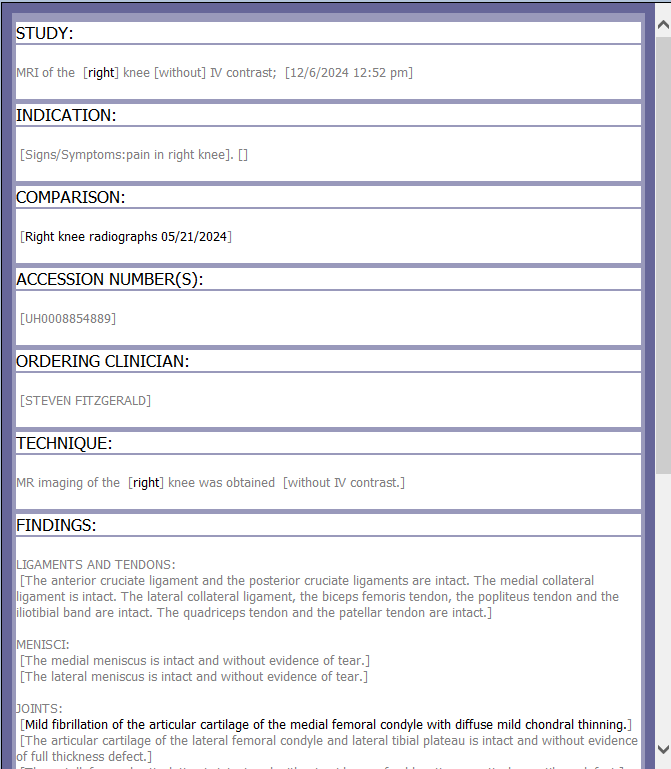 STUDY:
MRI of the [right] knee [without] IV contrast; [12/6/2024 12:52 pm]
INDICATION:
[Signs/Symptoms:pain in right knee]. []
COMPARISON:
[Right knee radiographs 05/21/2024]
ACCESSION NUMBER(S):
[UH0008854889]
ORDERING CLINICIAN:
[STEVEN FITZGERALD]
TECHNIQUE:
MR imaging of the [right] knee was obtained [without IV contrast.]
FINDINGS:
LIGAMENTS AND TENDONS:
[The anterior cruciate ligament and the posterior cruciate ligaments are intact. The medial collateral
ligament is intact. The lateral collateral ligament, the biceps femoris tendon, the popliteus tendon and the
iliotibial band are intact. The quadriceps tendon and the patellar tendon are intact.]
MENISCI:
[The medial meniscus is intact and without evidence of tear.]
[The lateral meniscus is intact and without evidence of tear.]
JOINTS:
[Mild fibrillation of the articular cartilage of the medial femoral condyle with diffuse mild chondral thinning.]
[The articular cartilage of the lateral femoral condyle and lateral tibial plateau is intact and without evidence
of full thickness defect.]